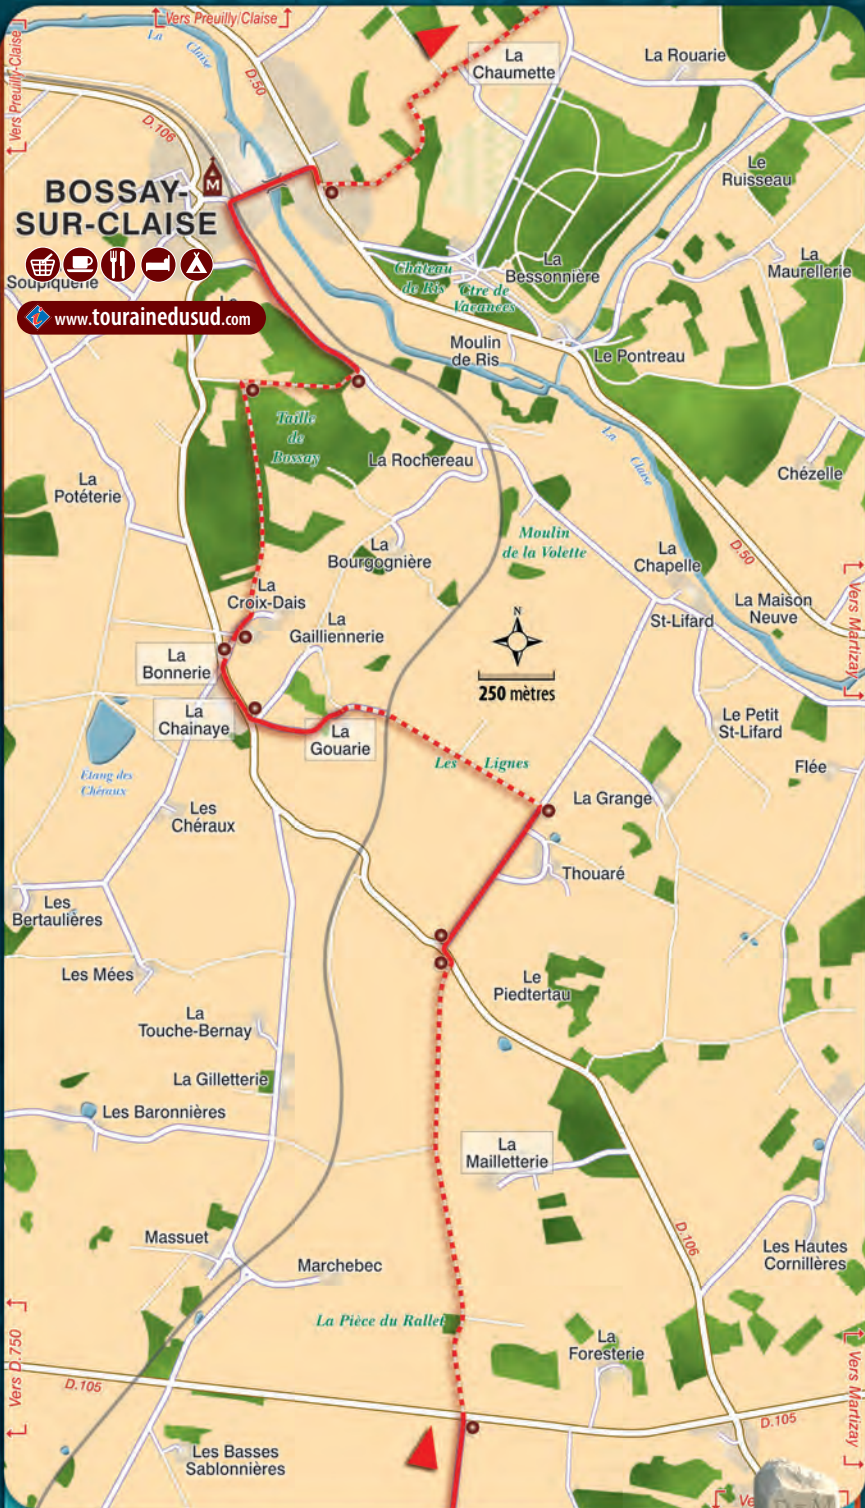 Vers Preuilly/Claise
Vers Preuilly-Claise
La
Claise
D.50
La
Chaumette
La Rouarie
D.106
Le
Ruisseau
M
BOSSAY-
SUR-CLAISE
La
Bessonnière
La
Maurellerie
Château
de Ris
Ctre de
Vacances
Soupiquerie
i www.tourainedusud.com
Moulin
de Ris
Le Pontreau
Taille
de
Bossay
La
Claise
La Rochereau
Chézelle
La
Potéterie
Moulin
de la Volette
D.50
La
Bourgognière
La
Chapelle
La
Croix-Dais
La Maison
Neuve
Vers Martizay
St-Lifard
La
Gailliennerie
N
La
Bonnerie
250 mètres
La
Chainaye
La
Gouarie
Le Petit
St-Lifard
Les Lignes
Flée
Etang des
Chéraux
Les
Chéraux
La Grange
Thouaré
Les
Bertaulières
Les Mées
Le
Piedtertau
La
Touche-Bernay
La Gilletterie
Les Baronnières
La
Mailletterie
D.106
Massuet
Les Hautes
Cornillères
Marchebec
La Pièce du Rallet
La
Foresterie
Vers D.750
Vers Martizay
D.105
D.105
Les Basses
Sablonnières